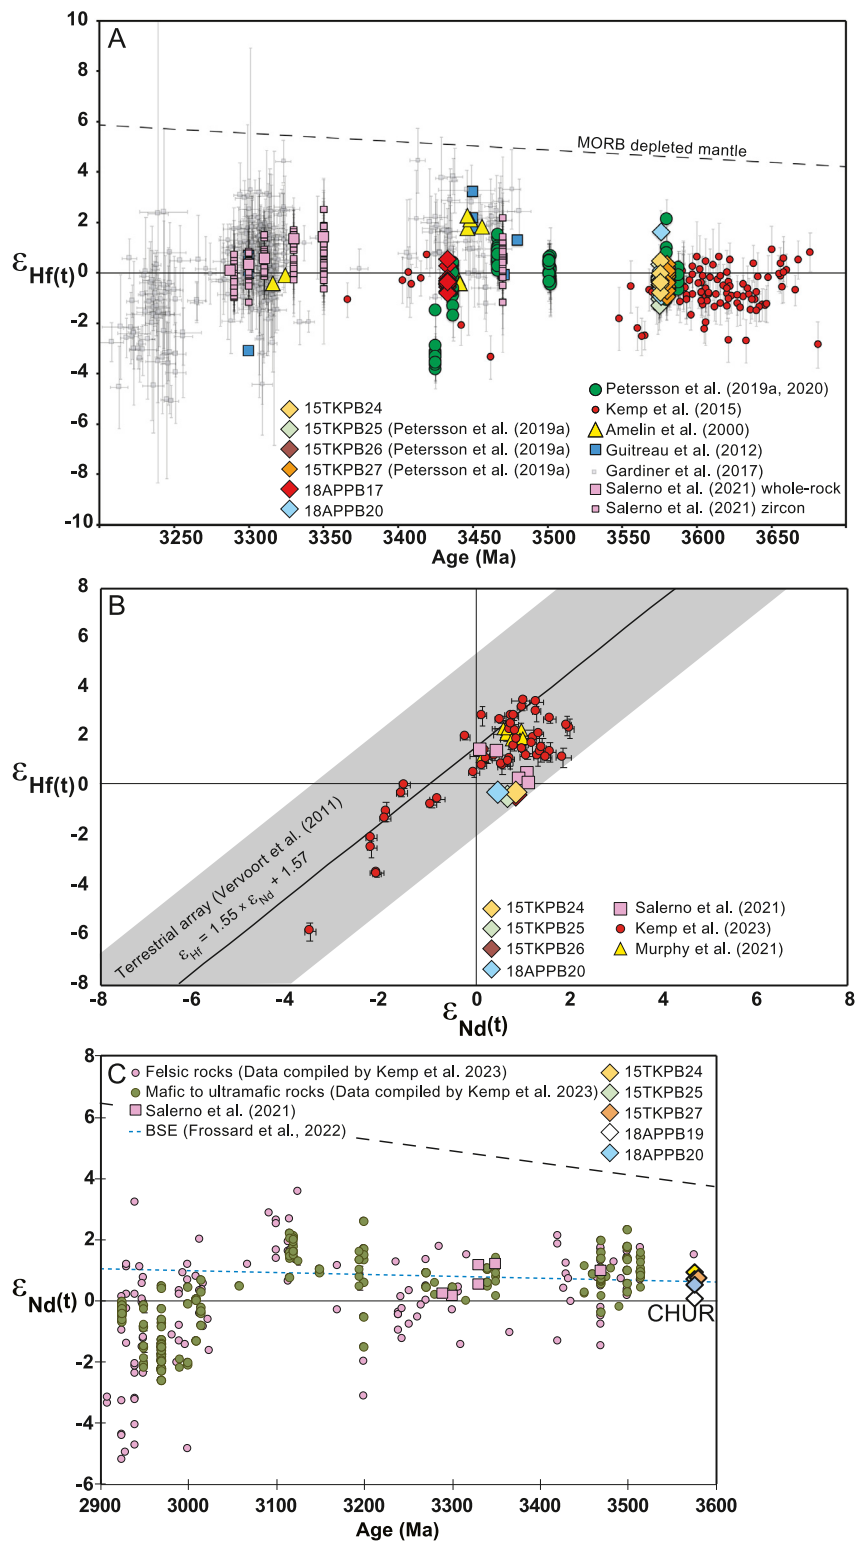 A
10
8
6
4
2
0
-2
-4
-6
-8
-10
εHf(t)
MORB depleted mantle
15TKPB24
15TKPB25 (Petersson et al. (2019a)
15TKPB26 (Petersson et al. (2019a)
15TKPB27 (Petersson et al. (2019a)
18APPB17
18APPB20
Petersson et al. (2019a, 2020)
Kemp et al. (2015)
Amelin et al. (2000)
Guitreau et al. (2012)
Gardiner et al. (2017)
Salerno et al. (2021) whole-rock
Salerno et al. (2021) zircon
3250 3300 3350 3400 3450 3500 3550 3600 3650
Age (Ma)
B
8
6
4
2
0
-2
-4
-6
-8
εHf(t)
Terrestrial array (Vervoort et al. (2011)
εHf = 1.55 × εNd + 1.57
15TKPB24
15TKPB25
15TKPB26
18APPB20
Salerno et al. (2021)
Kemp et al. (2023)
Murphy et al. (2021)
-8 -6 -4 -2 0 2 4 6 8
εNd(t)
C
8
6
4
2
0
-2
-4
-6
εNd(t)
Felsic rocks (Data compiled by Kemp et al. 2023)
Mafic to ultramafic rocks (Data compiled by Kemp et al. 2023)
Salerno et al. (2021)
BSE (Frossard et al., 2022)
15TKPB24
15TKPB25
15TKPB27
18APPB19
18APPB20
CHUR
2900 3000 3100 3200 3300 3400 3500 3600
Age (Ma)